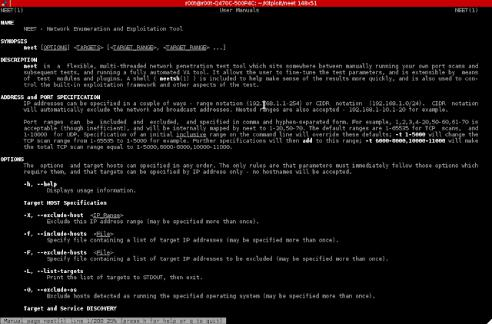 NEET(1) User Manuals NEET(1)
NAME
NEET - Network Enumeration and Exploitation Tool
SYNOPSIS
neet [OPTIONS] <TARGETS> [<TARGET_RANGE>, <TARGET_RANGE> ...]
DESCRIPTION
neet is a flexible, multi-threaded network penetration test tool which sits somewhere between manually running your own port scans and
subsequent tests, and running a fully automated VA tool. It allows the user to fine-tune the test parameters, and is extensible by means
of test modules and plugins. A shell ( neetsh(1) ) is included to help make sense of the results more quickly, and is also used to con-
trol the built-in exploitation framework and other aspects of the test.
ADDRESS and PORT SPECIFICATION
IP addresses can be specified in a couple of ways - range notation (192.168.1.1-254) or CIDR notation (192.168.1.0/24). CIDR notation
will automatically exclude the network and broadcast addresses. Hosted ranges are also accepted - 192.168.1-10.1-20 for example.
Port ranges can be included and excluded, and specified in comma and hyphen-separated form. For example, 1,2,3,4-20,50-60,61-70 is
acceptable (though inefficient), and will be internally mapped to 1-20,50-70. The default ranges are 1-65535 for TCP scans, and
1-10000 for UDP. Specification of an initial inclusive range on the command line will override these defaults; -t 1-5000 will change the
TCP scan range from 1-65535 to 1-5000 for example. Further specifications will then add to this range; -t 6000-8000,10000-11000 will make
the total TCP scan range equal to 1-5000,6000-8000,10000-11000.
OPTIONS
The options and target hosts can be specified in any order. The only rules are that parameters must immediately follow those options which
require them, and that targets can be specified by IP address only - no hostnames will be accepted.
-h, --help
Displays usage information.
Target HOST Specification
-X, --exclude-host <IP_Range>
Exclude this IP address range (may be specified more than once).
-f, --include-hosts <File>
Specify file containing a list of target IP addresses (may be specified more than once).
-F, --exclude-hosts <File>
Specify file containing a list of target IP addresses to be excluded (may be specified more than once).
-L, --list-targets
Print the list of targets to STDOUT, then exit.
-O, --exclude-os
Exclude hosts detected as running the specified operating system (may be specified more than once).
Target and Service DISCOVERY
Manual page neet(1) line 1/200 25% (press h for help or q to quit)